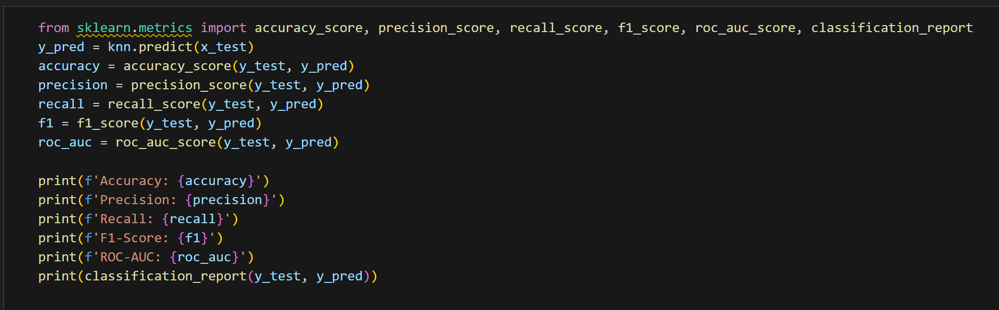 from sklearn.metrics import accuracy_score, precision_score, recall_score, f1_score, roc_auc_score, classification_report
y_pred = knn.predict(x_test)
accuracy = accuracy_score(y_test, y_pred)
precision = precision_score(y_test, y_pred)
recall = recall_score(y_test, y_pred)
f1 = f1_score(y_test, y_pred)
roc_auc = roc_auc_score(y_test, y_pred)
print(f'Accuracy: {accuracy}')
print(f'Precision: {precision}')
print(f'Recall: {recall}')
print(f'F1-Score: {f1}')
print(f'ROC-AUC: {roc_auc}')
print(classification_report(y_test, y_pred))